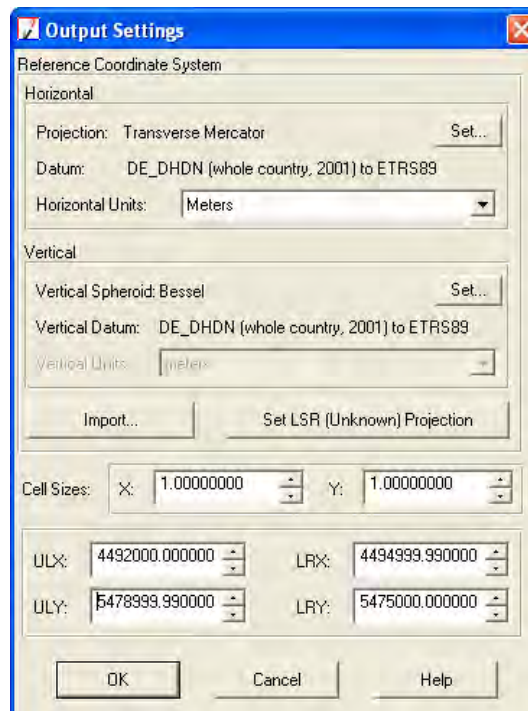 Output Settings
Reference Coordinate System
Horizontal
Projection: Transverse Mercator Set...
Datum: DE_DHDN (whole country, 2001) to ETRS89
Horizontal Units: Meters
Vertical
Vertical Spheroid: Bessel Set...
Vertical Datum: DE_DHDN (whole country, 2001) to ETRS89
Vertical Units: meters
Import... Set LSR (Unknown) Projection
Cell Sizes: X: 1.00000000 Y: 1.00000000
ULX: 4492000.000000 LRX: 4494999.990000
ULY: 5478999.990000 LRY: 5475000.000000
OK Cancel Help